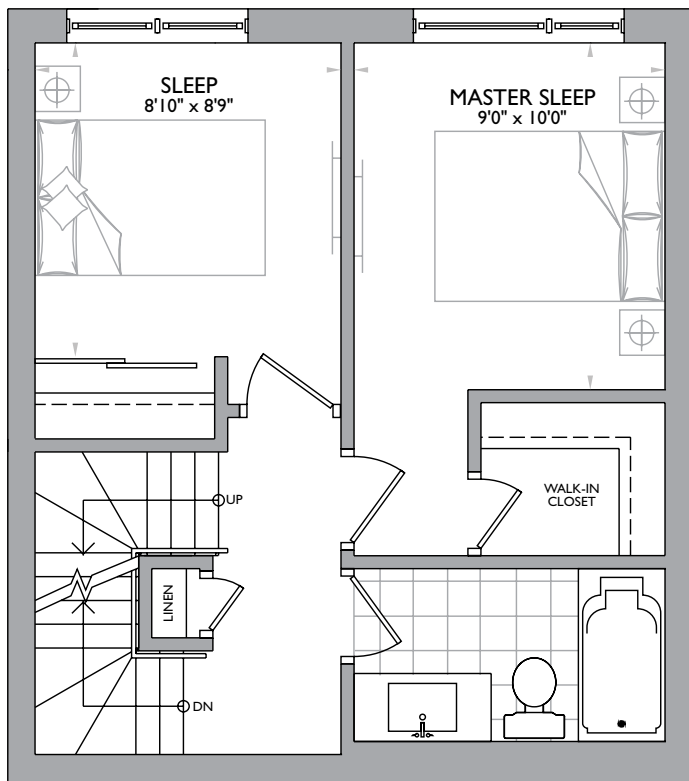 SLEEP
8'10" x 8'9"
MASTER SLEEP
9'0" x 10'0"
WALK-IN
CLOSET
UP
LINEN
DN